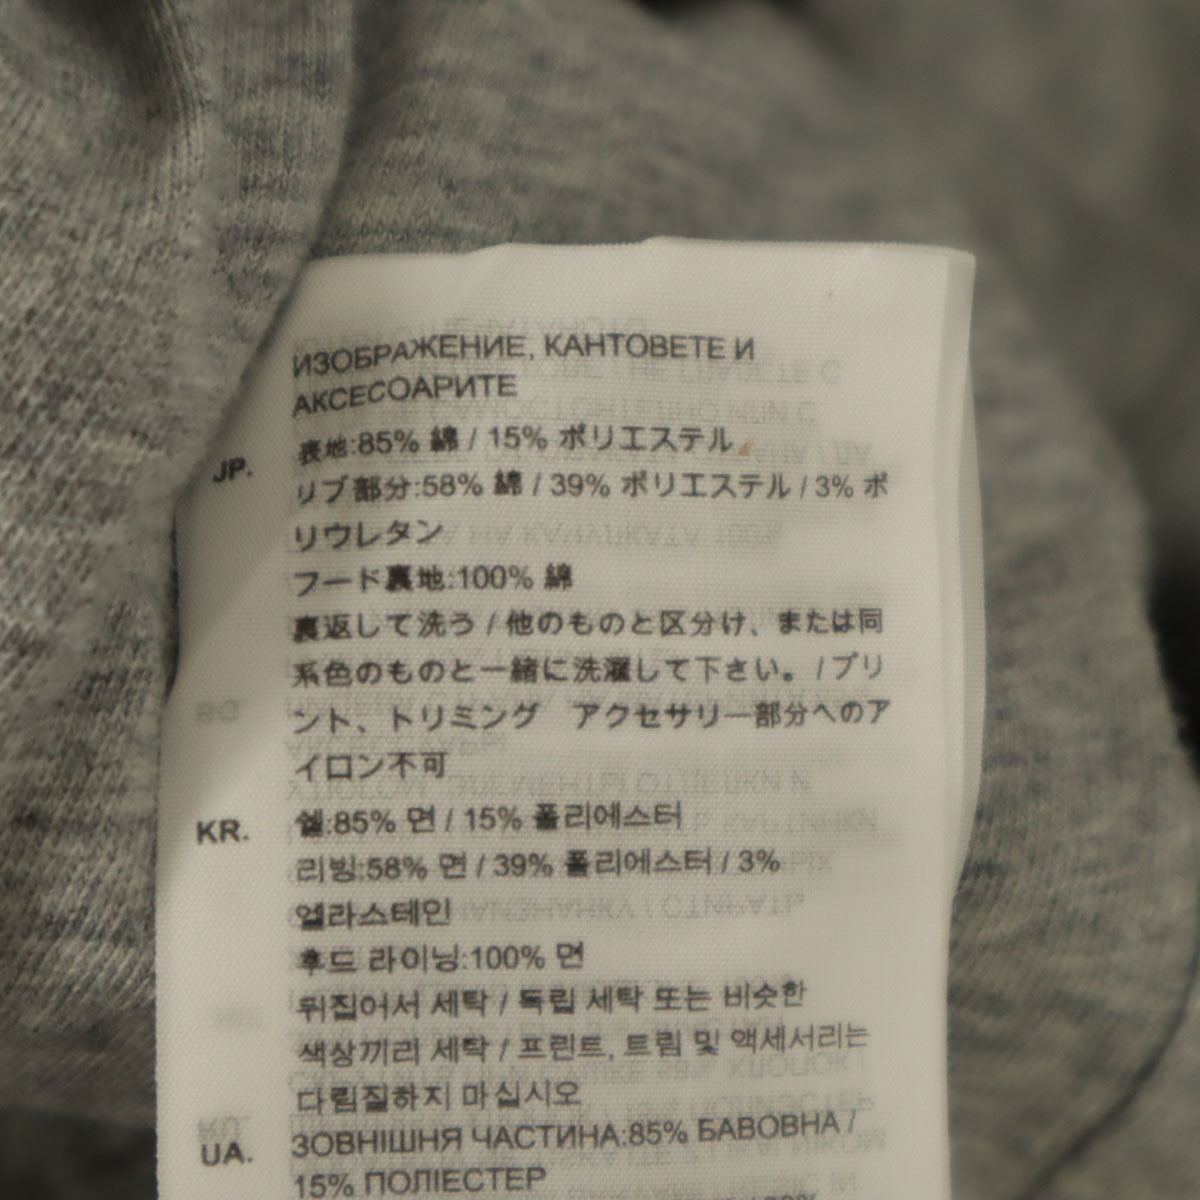 ИЗОБРАЖЕНИЕ, КАНТОВЕТЕ И
АКСЕСОАРИТЕ
JP. 表地:85% 綿 / 15% ポリエステル
リブ部分:58% 綿 / 39% ポリエステル / 3% ポ
リウレタン
フード裏地:100% 綿
裏返して洗う / 他のものと区分け、または同
系色のものと一緒に洗濯して下さい。 / プリ
ント、トリミング アクセサリー部分へのア
イロン不可
KR. 쉘:85% 면 / 15% 폴리에스터
리빙:58% 면 / 39% 폴리에스터 / 3%
엘라스테인
후드 라이닝:100% 면
뒤집어서 세탁 / 독립 세탁 또는 비슷한
색상끼리 세탁 / 프린트, 트림 및 액세서리는
다림질하지 마십시오
UA. ЗОВНІШНЯ ЧАСТИНА:85% БАВОВНА /
15% ПОЛІЕСТЕР